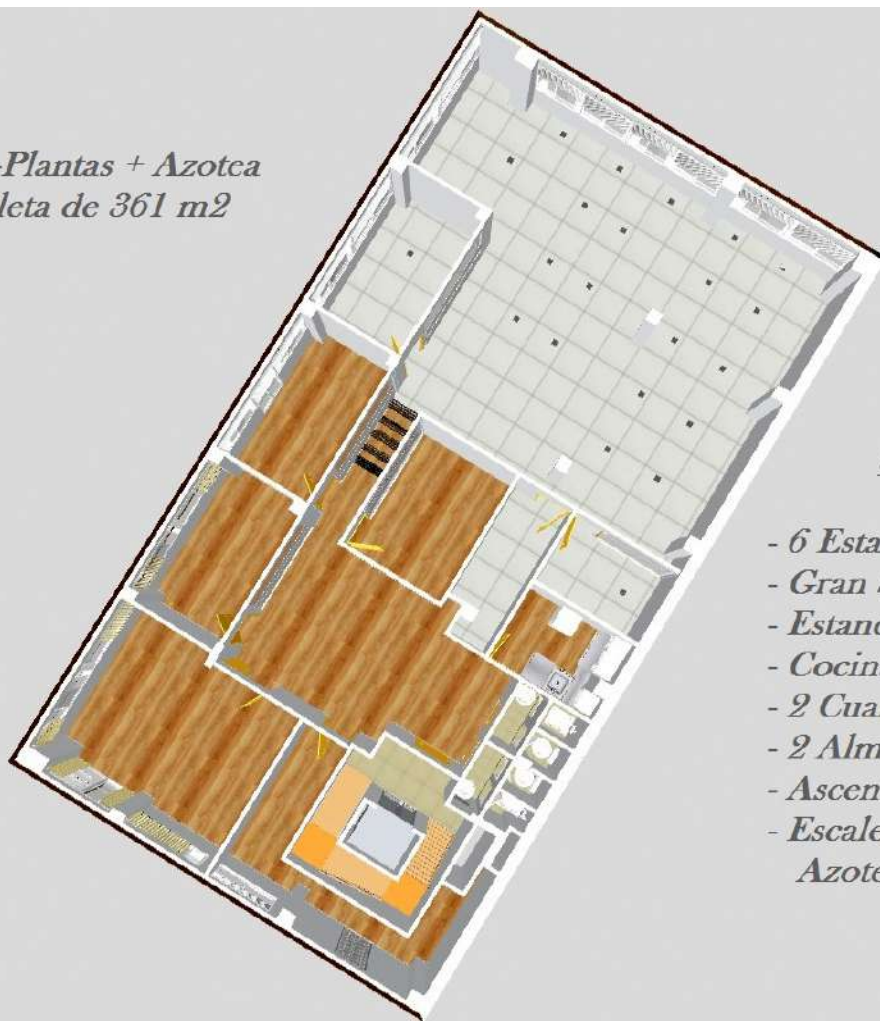 -Plantas + Azotea
leta de 361 m2
- 6 Esta
- Gran
- Estanc
- Cocin
- 2 Cua
- 2 Alm
- Ascen
- Escale
Azote